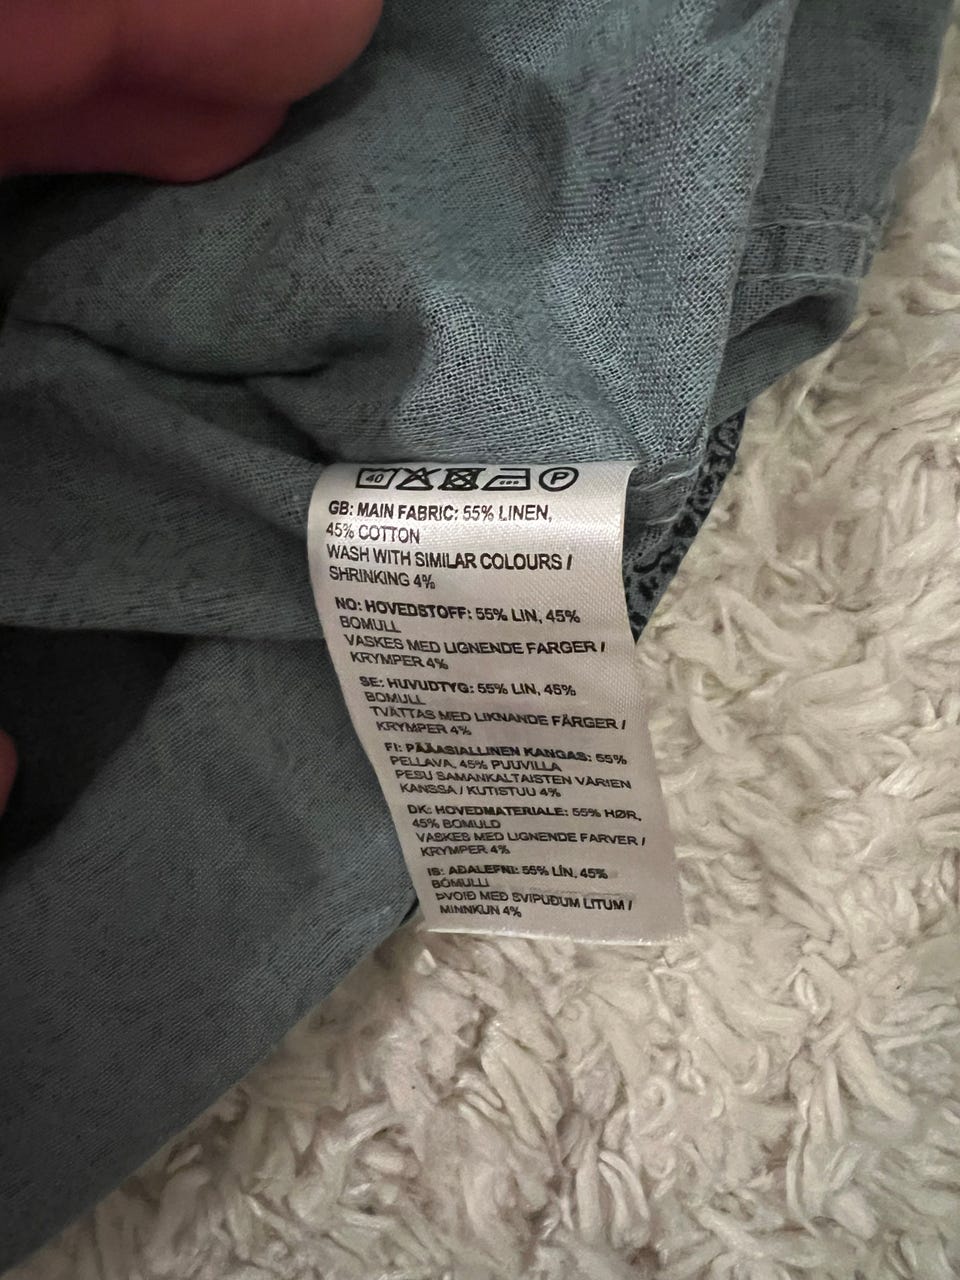 40 P
GB: MAIN FABRIC: 55% LINEN,
45% COTTON
WASH WITH SIMILAR COLOURS /
SHRINKING 4%
NO: HOVEDSTOFF: 55% LIN, 45%
BOMULL
VASKES MED LIGNENDE FARGER /
KRYMPER 4%
SE: HUVUDTYG: 55% LIN, 45%
BOMULL
TVÄTTAS MED LIKNANDE FÄRGER /
KRYMPER 4%
FI: PÄÄASIALLINEN KANGAS: 55%
PELLAVA, 45% PUUVILLA
PESU SAMANKALTAISTEN VÄRIEN
KANSSA / KUTISTUU 4%
DK: HOVEDMATERIALE: 55% HØR,
45% BOMULD
VASKES MED LIGNENDE FARVER /
KRYMPER 4%
IS: AÐALEFNI: 55% LÍN, 45%
BÓMULL
ÞVOIÐ MED SVIPUÐUM LITUM /
MINNKUN 4%